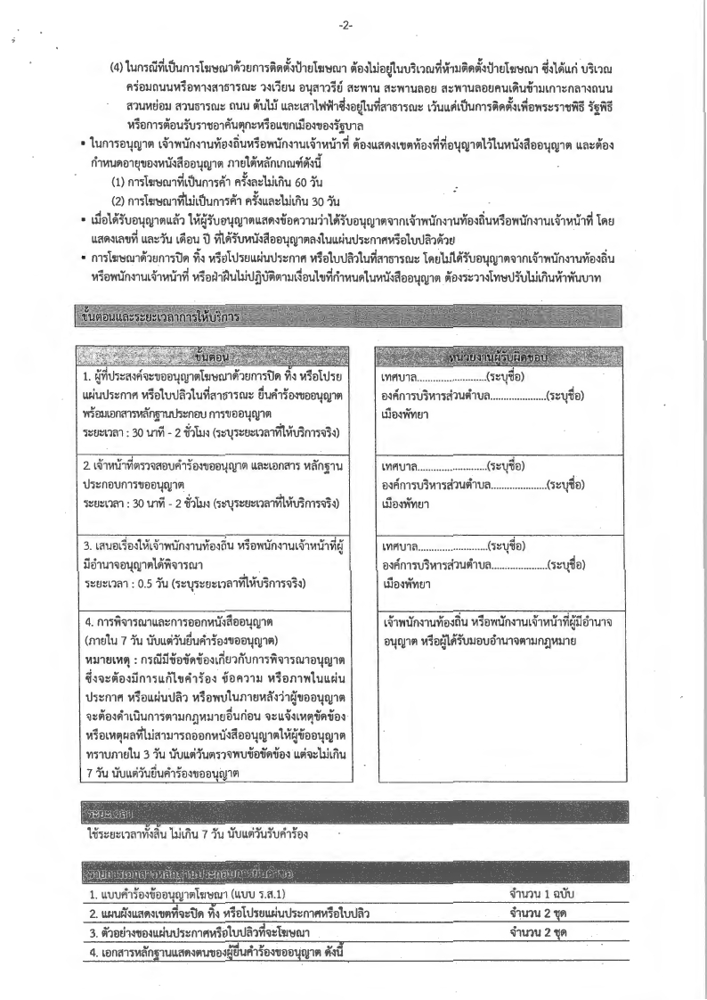 -2-
(4) ในกรณีที่เป็นการโฆษณาด้วยการติดตั้งป้ายโฆษณา ต้องไม่อยู่ในบริเวณที่ห้ามติดตั้งป้ายโฆษณา ซึ่งได้แก่ บริเวณ
คร่อมถนนหรือทางสาธารณะ วงเวียน อนุสาวรีย์ สะพาน สะพานลอย สะพานลอยคนเดินข้ามเกาะกลางถนน
สวนหย่อม สวนธารณะ ถนน ต้นไม้ และเสาไฟฟ้าซึ่งอยู่ในที่สาธารณะ เว้นแต่เป็นการติดตั้งเพื่อพระราชพิธี รัฐพิธี
หรือการต้อนรับราชอาคันตุกะหรือแขกเมืองของรัฐบาล
• ในการอนุญาต เจ้าพนักงานท้องถิ่นหรือพนักงานเจ้าหน้าที่ ต้องแสดงเขตท้องที่ที่อนุญาตไว้ในหนังสืออนุญาต และต้อง
กำหนดอายุของหนังสืออนุญาต ภายใต้หลักเกณฑ์ดังนี้
(1) การโฆษณาที่เป็นการค้า ครั้งละไม่เกิน 60 วัน
(2) การโฆษณาที่ไม่เป็นการค้า ครั้งและไม่เกิน 30 วัน
• เมื่อได้รับอนุญาตแล้ว ให้ผู้รับอนุญาตแสดงข้อความว่าได้รับอนุญาตจากเจ้าพนักงานท้องถิ่นหรือพนักงานเจ้าหน้าที่ โดย
แสดงเลขที่ และวัน เดือน ปี ที่ได้รับหนังสืออนุญาตลงในแผ่นประกาศหรือใบปลิวด้วย
• การโฆษณาด้วยการปิด ทิ้ง หรือโปรยแผ่นประกาศ หรือใบปลิวในที่สาธารณะ โดยไม่ได้รับอนุญาตจากเจ้าพนักงานท้องถิ่น
หรือพนักงานเจ้าหน้าที่ หรือฝ่าฝืนไม่ปฏิบัติตามเงื่อนไขที่กำหนดในหนังสืออนุญาต ต้องระวางโทษปรับไม่เกินห้าพันบาท
ขั้นตอนและระยะเวลาการให้บริการ
ขั้นตอน
1. ผู้ที่ประสงค์จะขออนุญาตโฆษณาด้วยการปิด ทิ้ง หรือโปรย
แผ่นประกาศ หรือใบปลิวในที่สาธารณะ ยื่นคำร้องขออนุญาต
พร้อมเอกสารหลักฐานประกอบ การขออนุญาต
ระยะเวลา : 30 นาที - 2 ชั่วโมง (ระบุระยะเวลาที่ให้บริการจริง)
2. เจ้าหน้าที่ตรวจสอบคำร้องขออนุญาต และเอกสาร หลักฐาน
ประกอบการขออนุญาต
ระยะเวลา : 30 นาที - 2 ชั่วโมง (ระบุระยะเวลาที่ให้บริการจริง)
3. เสนอเรื่องให้เจ้าพนักงานท้องถิ่น หรือพนักงานเจ้าหน้าที่ผู้
มีอำนาจอนุญาตได้พิจารณา
ระยะเวลา : 0.5 วัน (ระบุระยะเวลาที่ให้บริการจริง)
4. การพิจารณาและการออกหนังสืออนุญาต
(ภายใน 7 วัน นับแต่วันยื่นคำร้องขออนุญาต)
หมายเหตุ : กรณีมีข้อขัดข้องเกี่ยวกับการพิจารณาอนุญาต
ซึ่งจะต้องมีการแก้ไขคำร้อง ข้อความ หรือภาพในแผ่น
ประกาศ หรือแผ่นปลิว หรือพบในภายหลังว่าผู้ขออนุญาต
จะต้องดำเนินการตามกฎหมายอื่นก่อน จะแจ้งเหตุขัดข้อง
หรือเหตุผลที่ไม่สามารถออกหนังสืออนุญาตให้ผู้ข้ออนุญาต
ทราบภายใน 3 วัน นับแต่วันตรวจพบข้อขัดข้อง แต่จะไม่เกิน
7 วัน นับแต่วันยื่นคำร้องขออนุญาต
หน่วยงานผู้รับผิดชอบ
เทศบาล..........................(ระบุชื่อ)
องค์การบริหารส่วนตำบล.....................(ระบุชื่อ)
เมืองพัทยา
เทศบาล..........................(ระบุชื่อ)
องค์การบริหารส่วนตำบล.....................(ระบุชื่อ)
เมืองพัทยา
เทศบาล..........................(ระบุชื่อ)
องค์การบริหารส่วนตำบล.....................(ระบุชื่อ)
เมืองพัทยา
เจ้าพนักงานท้องถิ่น หรือพนักงานเจ้าหน้าที่ผู้มีอำนาจ
อนุญาต หรือผู้ได้รับมอบอำนาจตามกฎหมาย
ระยะเวลา
ใช้ระยะเวลาทั้งสิ้น ไม่เกิน 7 วัน นับแต่วันรับคำร้อง
รายการเอกสารหลักฐานประกอบการยื่นคำขอ
1. แบบคำร้องข้ออนุญาตโฆษณา (แบบ ร.ส.1) จำนวน 1 ฉบับ
2. แผนผังแสดงเขตที่จะปิด ทิ้ง หรือโปรยแผ่นประกาศหรือใบปลิว จำนวน 2 ชุด
3. ตัวอย่างของแผ่นประกาศหรือใบปลิวที่จะโฆษณา จำนวน 2 ชุด
4. เอกสารหลักฐานแสดงตนของผู้ยื่นคำร้องขออนุญาต ดังนี้